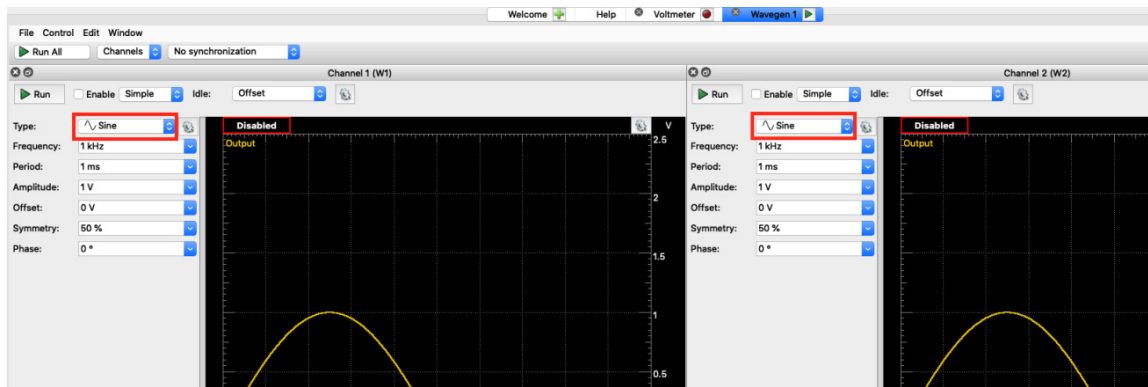 Welcome Help Voltmeter Wavegen 1
File Control Edit Window
Run All Channels No synchronization
Channel 1 (W1)
Run Enable Simple Idle: Offset
Type: Sine
Frequency: 1 kHz
Period: 1 ms
Amplitude: 1 V
Offset: 0 V
Symmetry: 50 %
Phase: 0 °
Disabled V
Output
2.5
2
1.5
1
0.5
Channel 2 (W2)
Run Enable Simple Idle: Offset
Type: Sine
Frequency: 1 kHz
Period: 1 ms
Amplitude: 1 V
Offset: 0 V
Symmetry: 50 %
Phase: 0 °
Disabled
Output